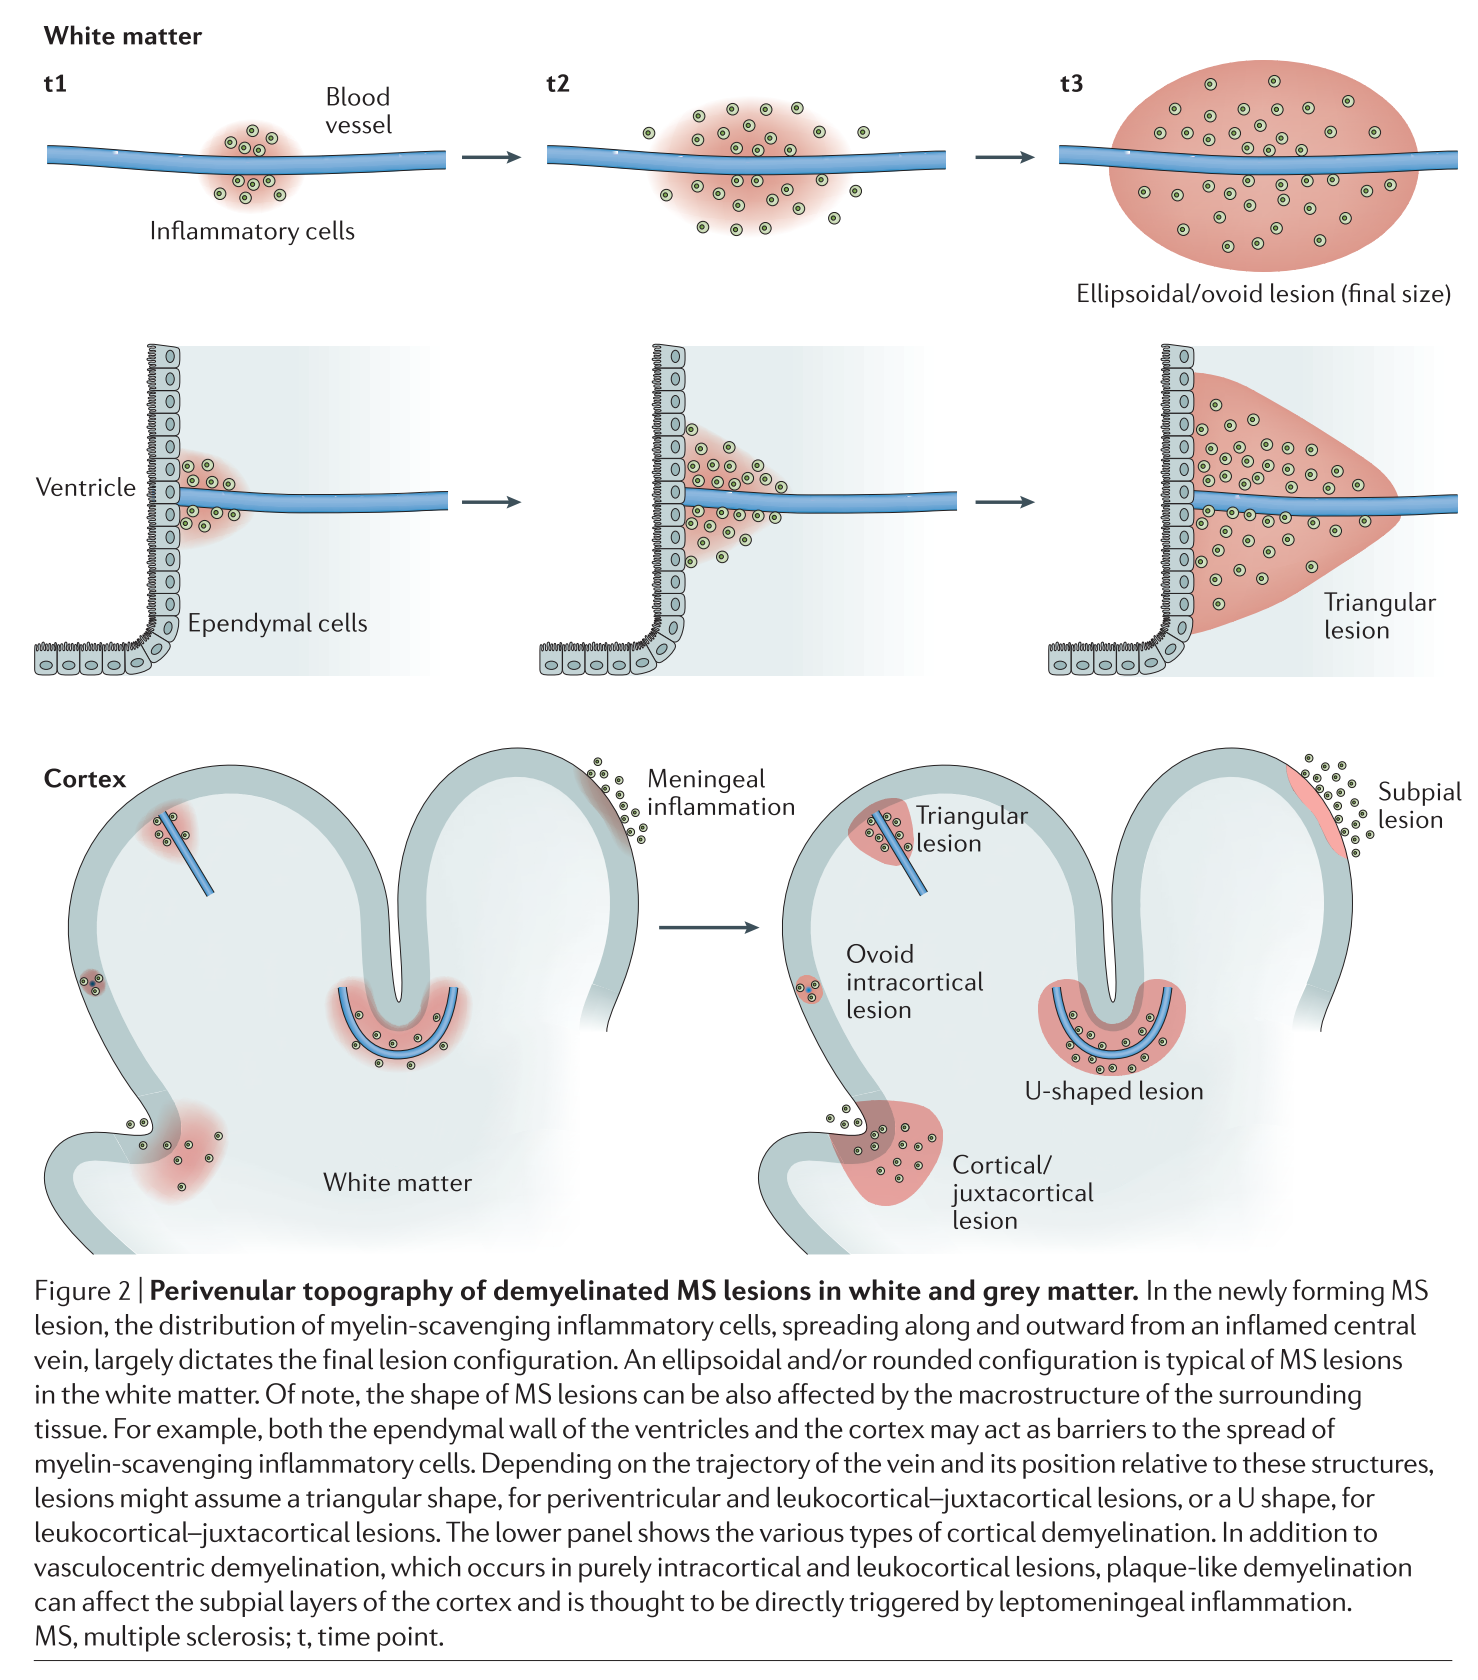 White matter
t1
Blood
vessel
Inflammatory cells
t2
t3
Ellipsoidal/ovoid lesion (final size)
Ventricle
Ependymal cells
Triangular
lesion
Cortex
Meningeal
inflammation
White matter
Triangular
lesion
Subpial
lesion
Ovoid
intracortical
lesion
U-shaped lesion
Cortical/
juxtacortical
lesion
Figure 2 | Perivenular topography of demyelinated MS lesions in white and grey matter. In the newly forming MS
lesion, the distribution of myelin-scavenging inflammatory cells, spreading along and outward from an inflamed central
vein, largely dictates the final lesion configuration. An ellipsoidal and/or rounded configuration is typical of MS lesions
in the white matter. Of note, the shape of MS lesions can be also affected by the macrostructure of the surrounding
tissue. For example, both the ependymal wall of the ventricles and the cortex may act as barriers to the spread of
myelin-scavenging inflammatory cells. Depending on the trajectory of the vein and its position relative to these structures,
lesions might assume a triangular shape, for periventricular and leukocortical–juxtacortical lesions, or a U shape, for
leukocortical–juxtacortical lesions. The lower panel shows the various types of cortical demyelination. In addition to
vasculocentric demyelination, which occurs in purely intracortical and leukocortical lesions, plaque-like demyelination
can affect the subpial layers of the cortex and is thought to be directly triggered by leptomeningeal inflammation.
MS, multiple sclerosis; t, time point.